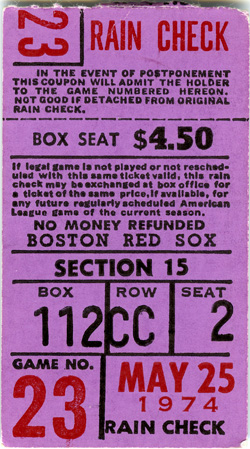 23 RAIN CHECK
IN THE EVENT OF POSTPONEMENT
THIS COUPON WILL ADMIT THE HOLDER
TO THE GAME NUMBERED HEREON.
NOT GOOD IF DETACHED FROM ORIGINAL
RAIN CHECK.
BOX SEAT $4.50
If legal game is not played or not resched-
uled with this same ticket valid, this rain
check may be exchanged at box office for
a ticket of the same price, if available, for
any future regularly scheduled American
League game of the current season.
NO MONEY REFUNDED
BOSTON RED SOX
SECTION 15
BOX ROW SEAT
112 CC 2
GAME NO. MAY 25
23 1974
RAIN CHECK